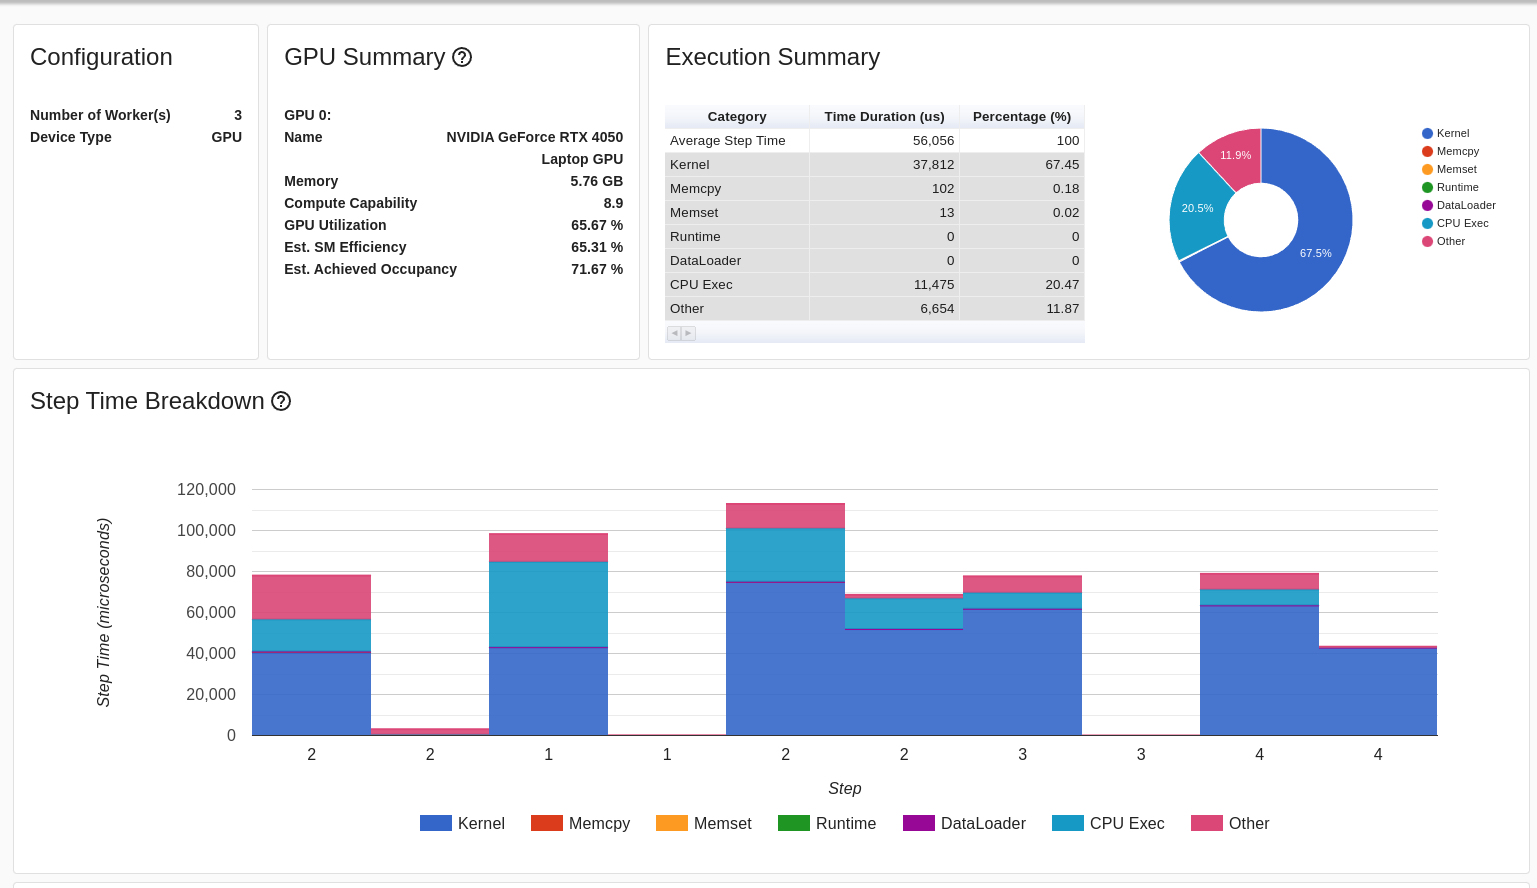 Configuration
Number of Worker(s) 3
Device Type GPU
GPU Summary
GPU 0:
Name NVIDIA GeForce RTX 4050
Laptop GPU
Memory 5.76 GB
Compute Capability 8.9
GPU Utilization 65.67 %
Est. SM Efficiency 65.31 %
Est. Achieved Occupancy 71.67 %
Execution Summary
Category Time Duration (us) Percentage (%)
Average Step Time 56,056 100
Kernel 37,812 67.45
Memcpy 102 0.18
Memset 13 0.02
Runtime 0 0
DataLoader 0 0
CPU Exec 11,475 20.47
Other 6,654 11.87
11.9%
20.5%
67.5%
Kernel
Memcpy
Memset
Runtime
DataLoader
CPU Exec
Other
Step Time Breakdown
Step Time (microseconds)
120,000
100,000
80,000
60,000
40,000
20,000
0
2 2 1 1 2 2 3 3 4 4
Step
Kernel Memcpy Memset Runtime DataLoader CPU Exec Other